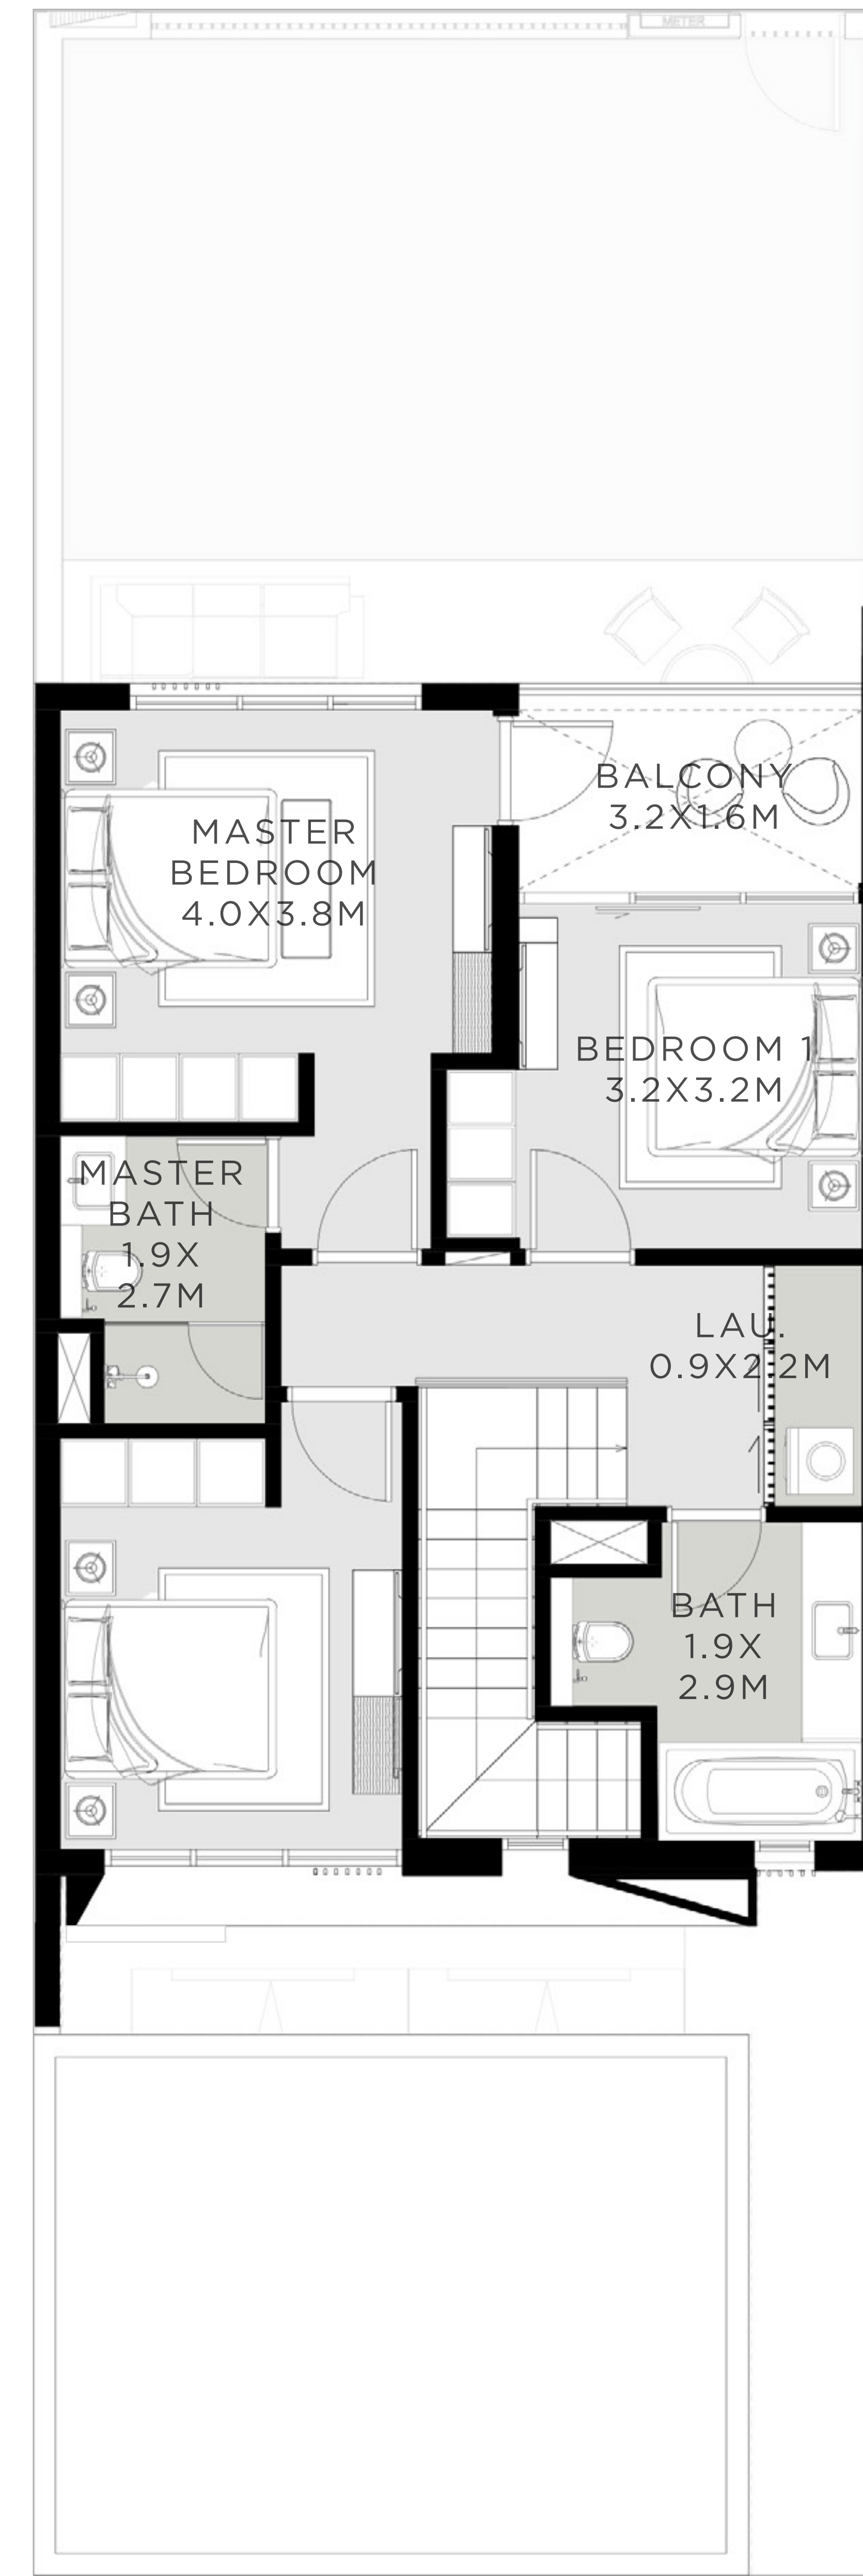 METER
BALCONY
3.2X1.6M
MASTER
BEDROOM
4.0X3.8M
BEDROOM 1
3.2X3.2M
MASTER
BATH
1.9X
2.7M
LAU.
0.9X2.2M
BATH
1.9X
2.9M